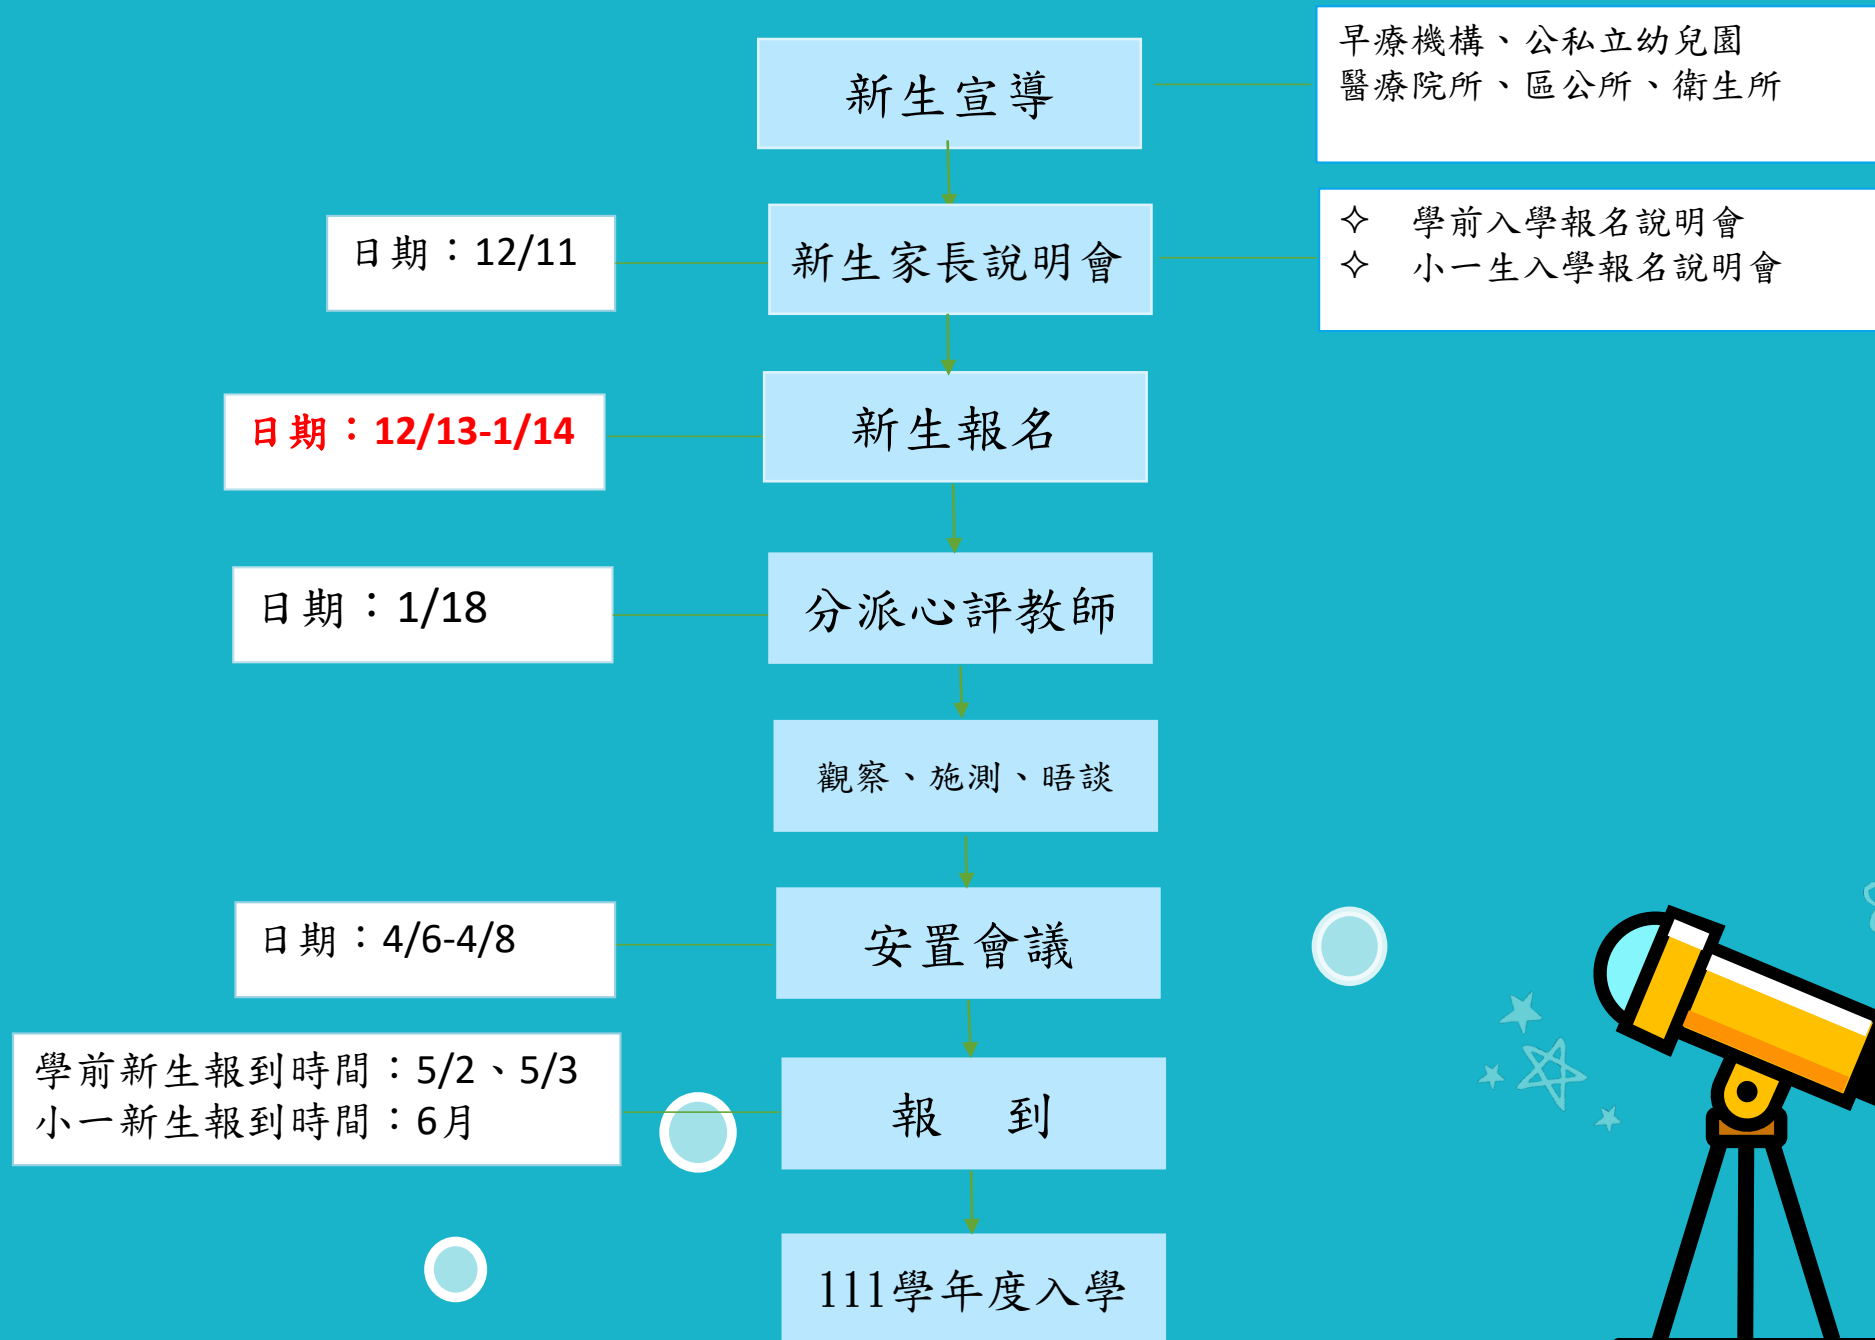 新生宣導
早療機構、公私立幼兒園
醫療院所、區公所、衛生所
日期：12/11
新生家長說明會
✧ 學前入學報名說明會
✧ 小一生入學報名說明會
日期：12/13-1/14
新生報名
日期：1/18
分派心評教師
觀察、施測、晤談
日期：4/6-4/8
安置會議
學前新生報到時間：5/2、5/3
小一新生報到時間：6月
報 到
111學年度入學